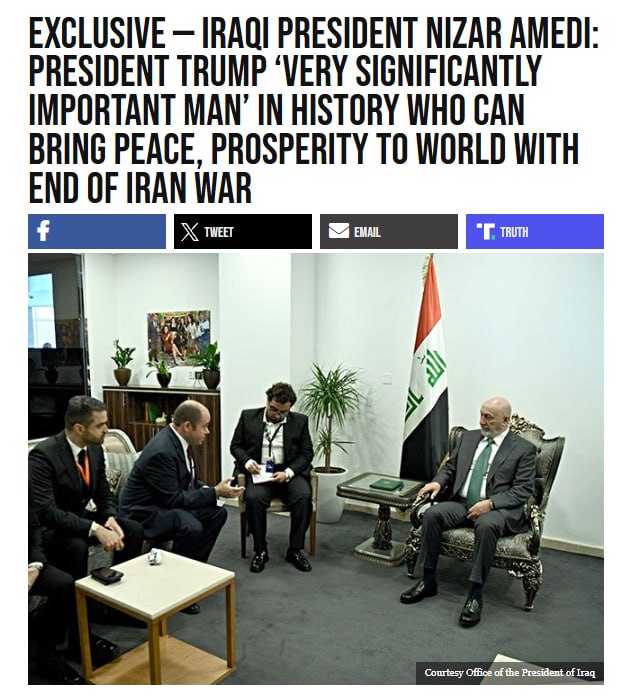 EXCLUSIVE — IRAQI PRESIDENT NIZAR AMEDI:
PRESIDENT TRUMP ‘VERY SIGNIFICANTLY
IMPORTANT MAN’ IN HISTORY WHO CAN
BRING PEACE, PROSPERITY TO WORLD WITH
END OF IRAN WAR
TWEET
EMAIL
TRUTH
Courtesy Office of the President of Iraq